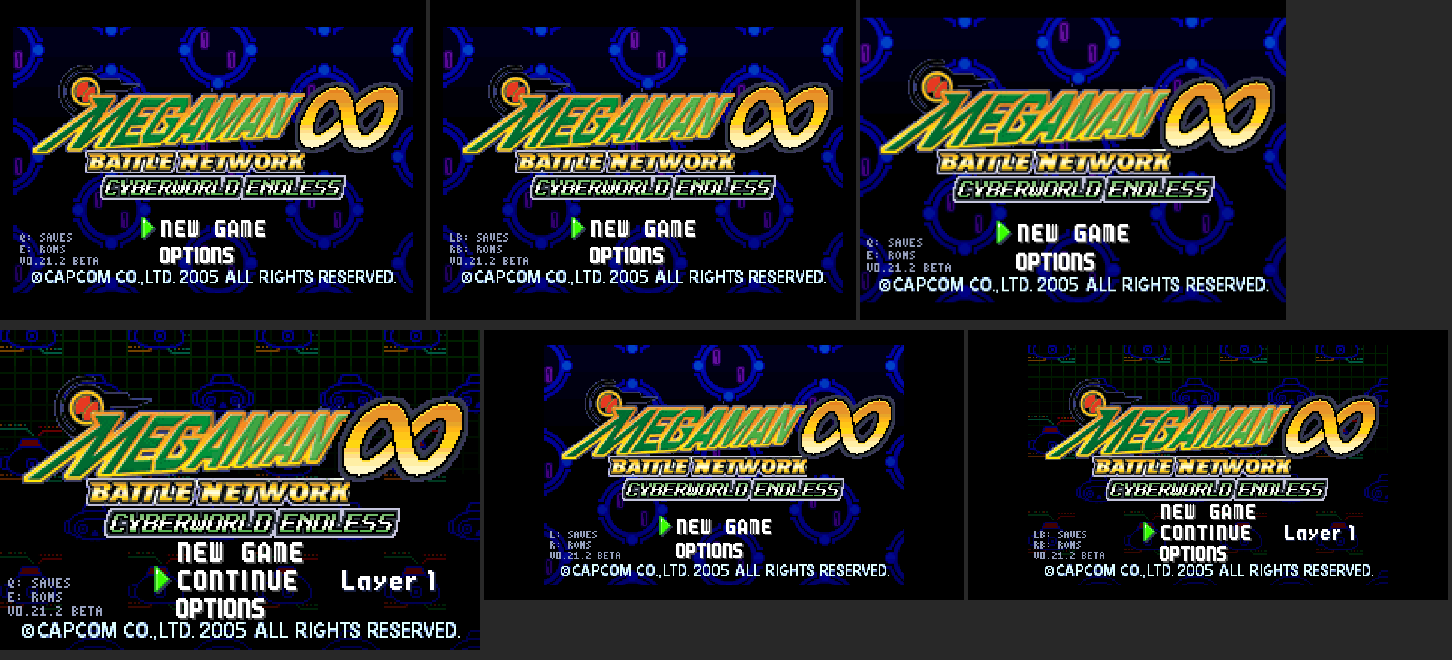 MEGAMAN ∞
BATTLE NETWORK
CYBERWORLD ENDLESS
NEW GAME
OPTIONS
Q: SAVES
E: ROMS
V0.21.2 BETA
©CAPCOM CO.,LTD. 2005 ALL RIGHTS RESERVED.
MEGAMAN ∞
BATTLE NETWORK
CYBERWORLD ENDLESS
NEW GAME
OPTIONS
LB: SAVES
RB: ROMS
V0.21.2 BETA
©CAPCOM CO.,LTD. 2005 ALL RIGHTS RESERVED.
MEGAMAN ∞
BATTLE NETWORK
CYBERWORLD ENDLESS
NEW GAME
OPTIONS
Q: SAVES
E: ROMS
V0.21.2 BETA
©CAPCOM CO.,LTD. 2005 ALL RIGHTS RESERVED.
MEGAMAN ∞
BATTLE NETWORK
CYBERWORLD ENDLESS
NEW GAME
CONTINUE Layer 1
OPTIONS
Q: SAVES
E: ROMS
V0.21.2 BETA
©CAPCOM CO.,LTD. 2005 ALL RIGHTS RESERVED.
MEGAMAN ∞
BATTLE NETWORK
CYBERWORLD ENDLESS
NEW GAME
OPTIONS
L: SAVES
R: ROMS
V0.21.2 BETA
©CAPCOM CO.,LTD. 2005 ALL RIGHTS RESERVED.
MEGAMAN ∞
BATTLE NETWORK
CYBERWORLD ENDLESS
NEW GAME
CONTINUE Layer 1
OPTIONS
LB: SAVES
RB: ROMS
V0.21.2 BETA
©CAPCOM CO.,LTD. 2005 ALL RIGHTS RESERVED.